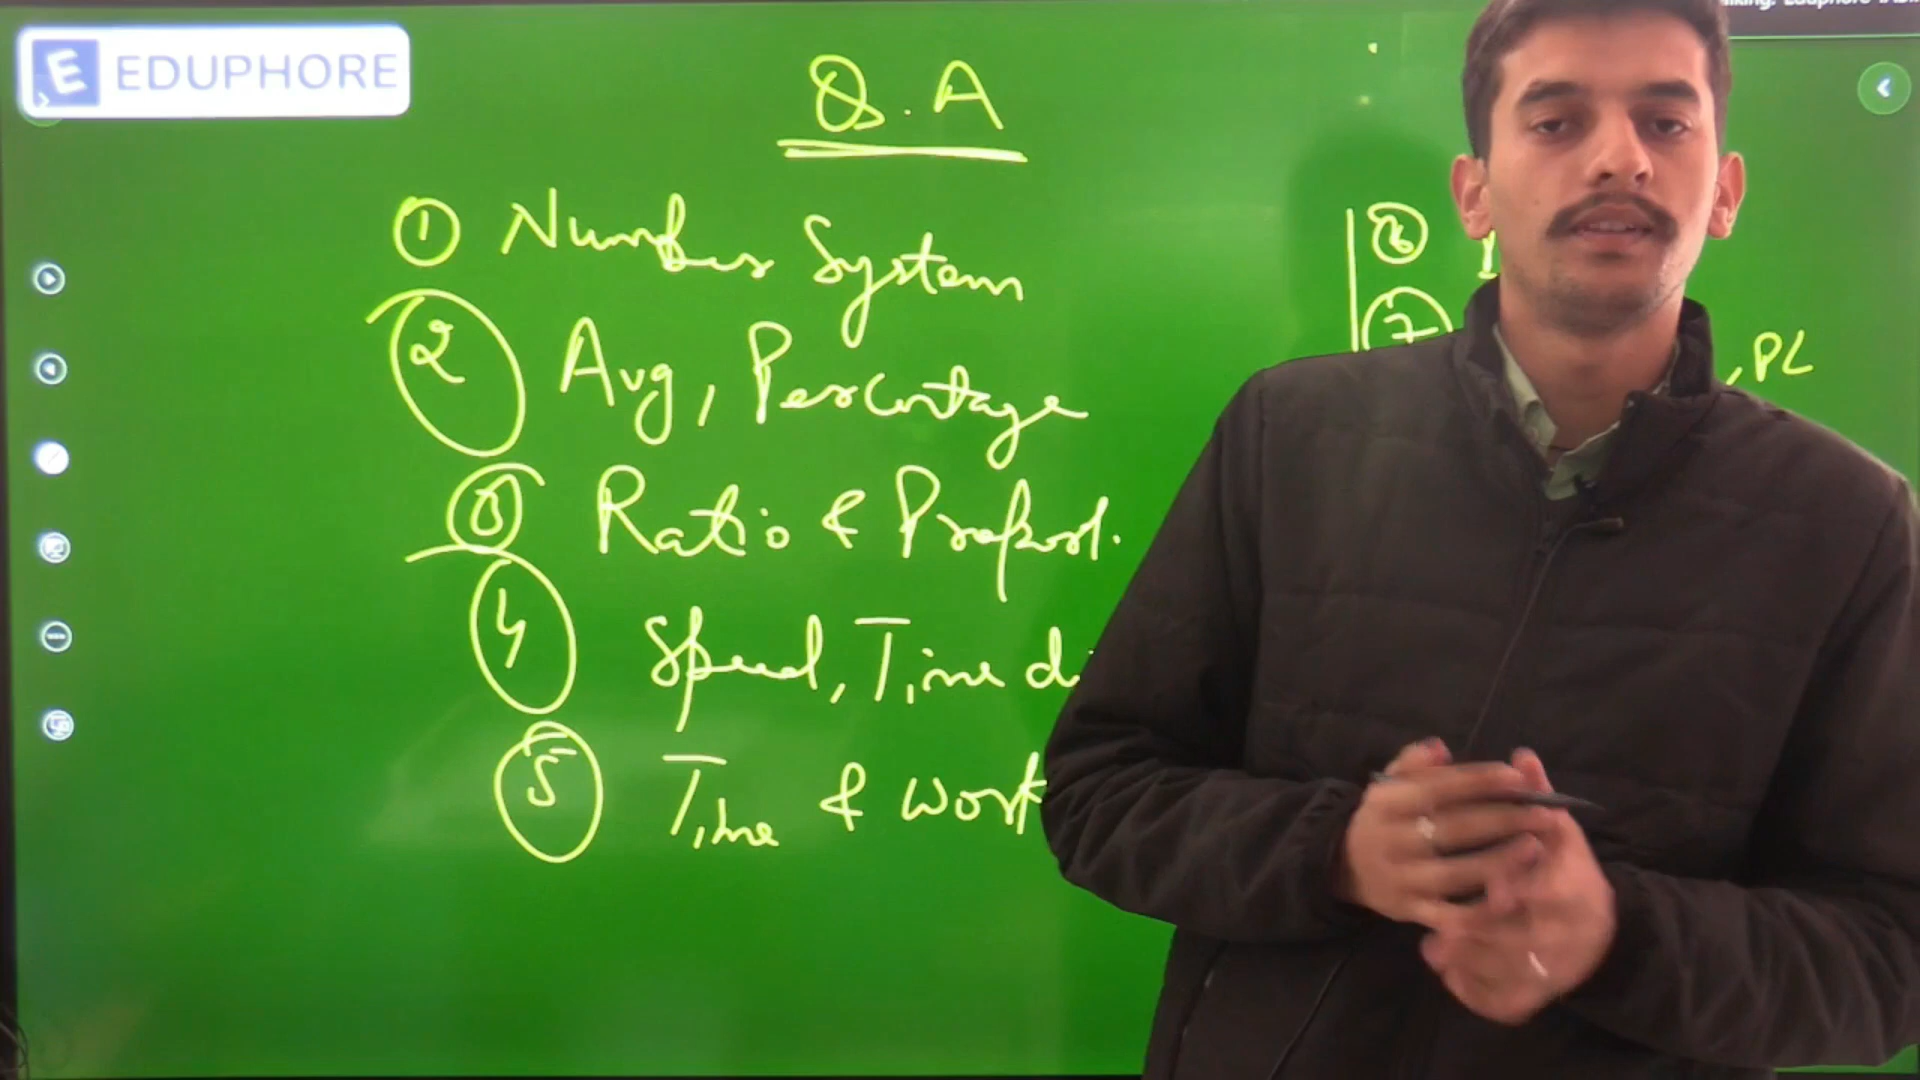 EDUPHORE
Q.A
① Number System
② Avg, Percentage
③ Ratio & Proport.
④ Speed, Time di
⑤ Time & work
⑥
⑦
, PL